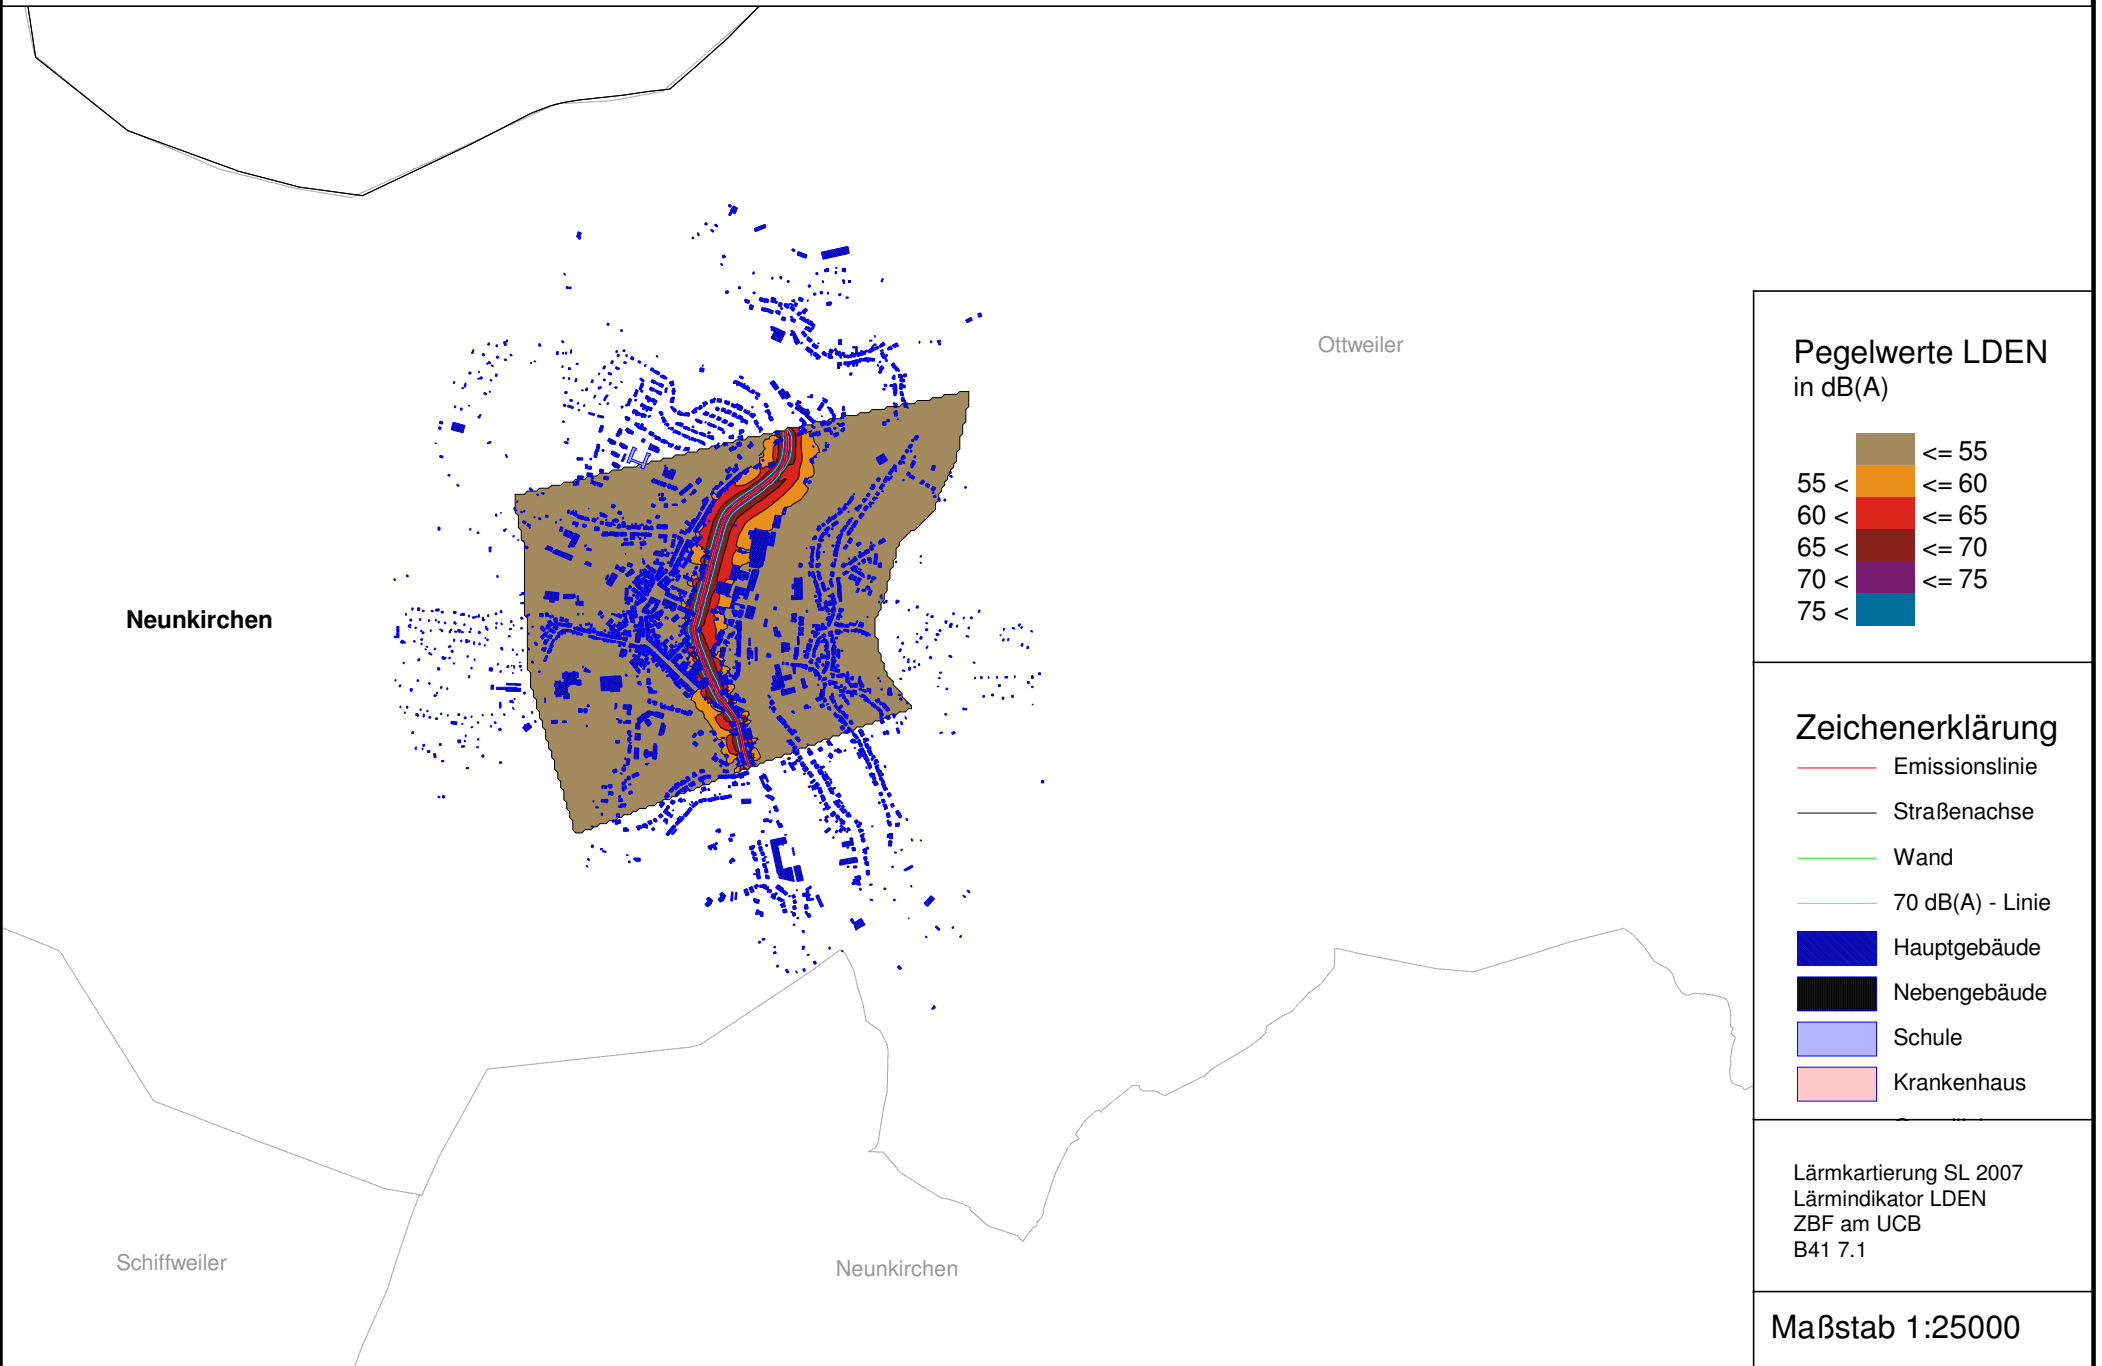 Ottweiler
Neunkirchen
Schiffweiler
Neunkirchen
Pegelwerte LDEN
in dB(A)
<= 55
55 < <= 60
60 < <= 65
65 < <= 70
70 < <= 75
75 <
Zeichenerklärung
Emissionslinie
Straßenachse
Wand
70 dB(A) - Linie
Hauptgebäude
Nebengebäude
Schule
Krankenhaus
Lärmkartierung SL 2007
Lärmindikator LDEN
ZBF am UCB
B41 7.1
Maßstab 1:25000